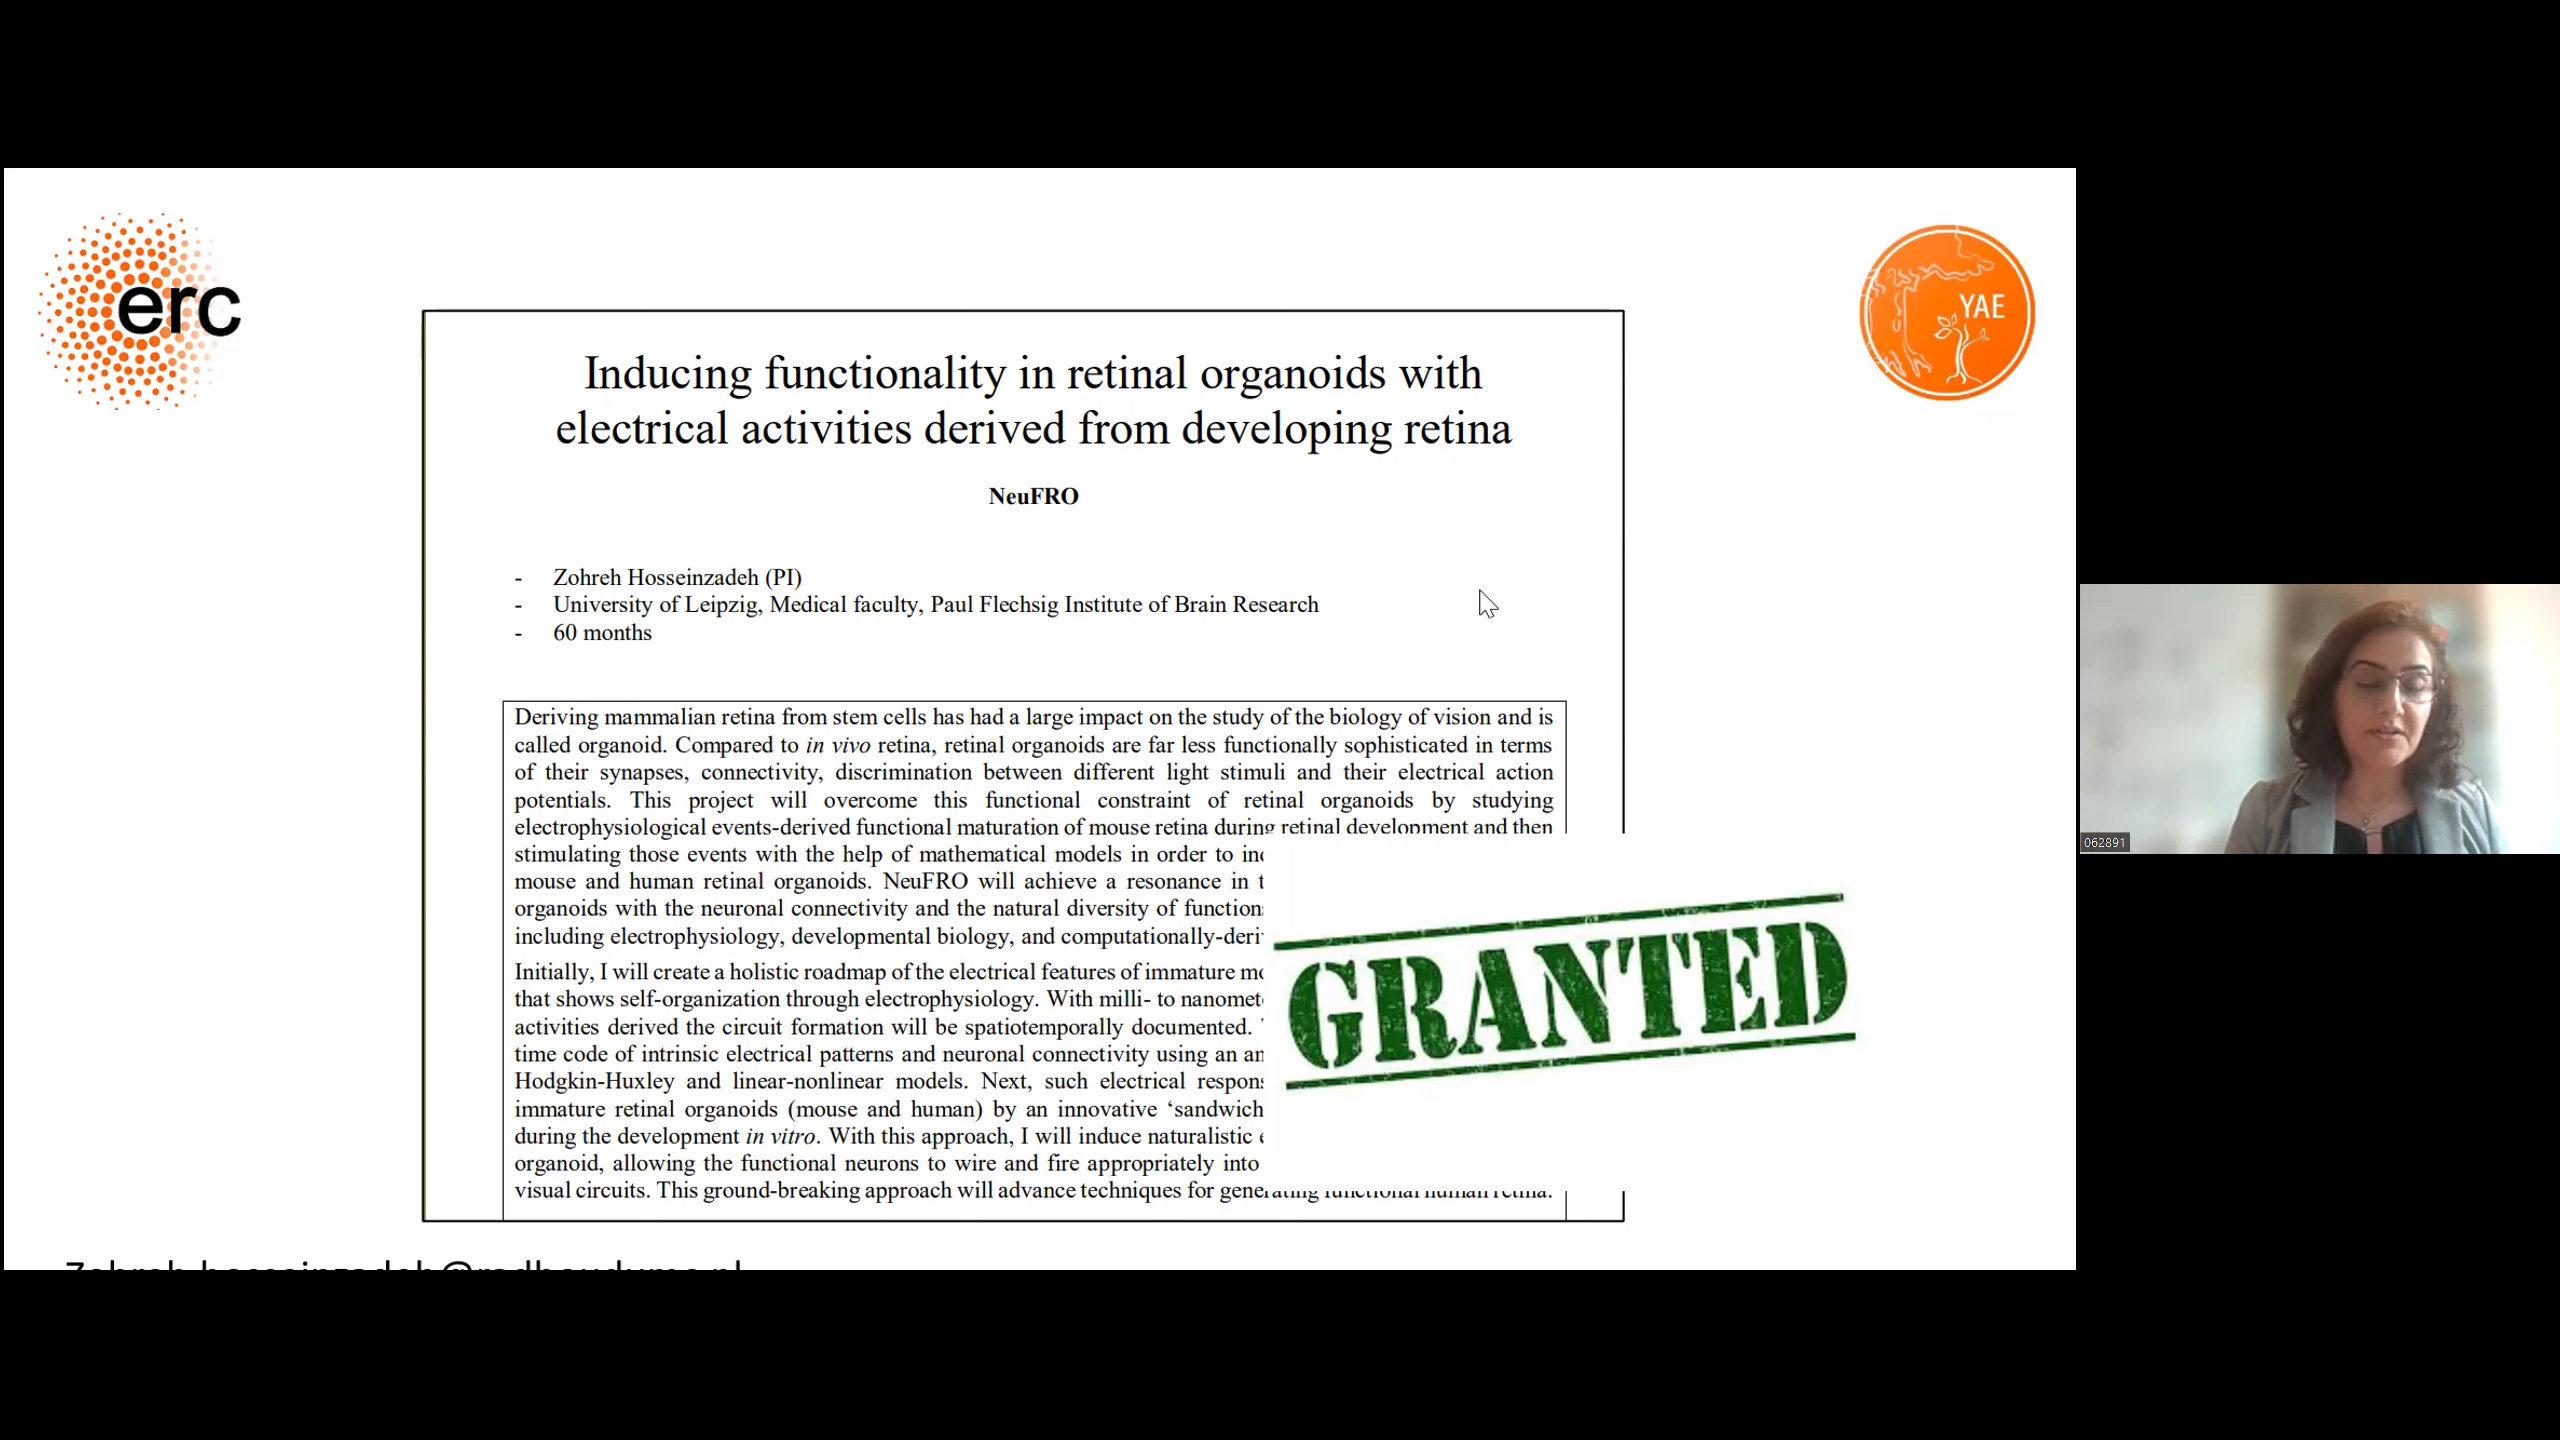 erc
YAE
Inducing functionality in retinal organoids with
electrical activities derived from developing retina
NeuFRO
- Zohreh Hosseinzadeh (PI)
- University of Leipzig, Medical faculty, Paul Flechsig Institute of Brain Research
- 60 months
Deriving mammalian retina from stem cells has had a large impact on the study of the biology of vision and is
called organoid. Compared to in vivo retina, retinal organoids are far less functionally sophisticated in terms
of their synapses, connectivity, discrimination between different light stimuli and their electrical action
potentials. This project will overcome this functional constraint of retinal organoids by studying
electrophysiological events-derived functional maturation of mouse retina during retinal development and then
stimulating those events with the help of mathematical models in order to
mouse and human retinal organoids. NeuFRO will achieve a resonance in
organoids with the neuronal connectivity and the natural diversity of
including electrophysiology, developmental biology, and
Initially, I will create a holistic roadmap of the electrical features of immature
that shows self-organization through electrophysiology. With milli- to
activities derived the circuit formation will be spatiotemporally documented.
time code of intrinsic electrical patterns and neuronal connectivity using an
Hodgkin-Huxley and linear-nonlinear models. Next, such electrical
immature retinal organoids (mouse and human) by an innovative ‘sandwich
during the development in vitro. With this approach, I will induce naturalistic
organoid, allowing the functional neurons to wire and fire appropriately into
visual circuits. This ground-breaking approach will advance techniques for generating functional human retina.
GRANTED
062891